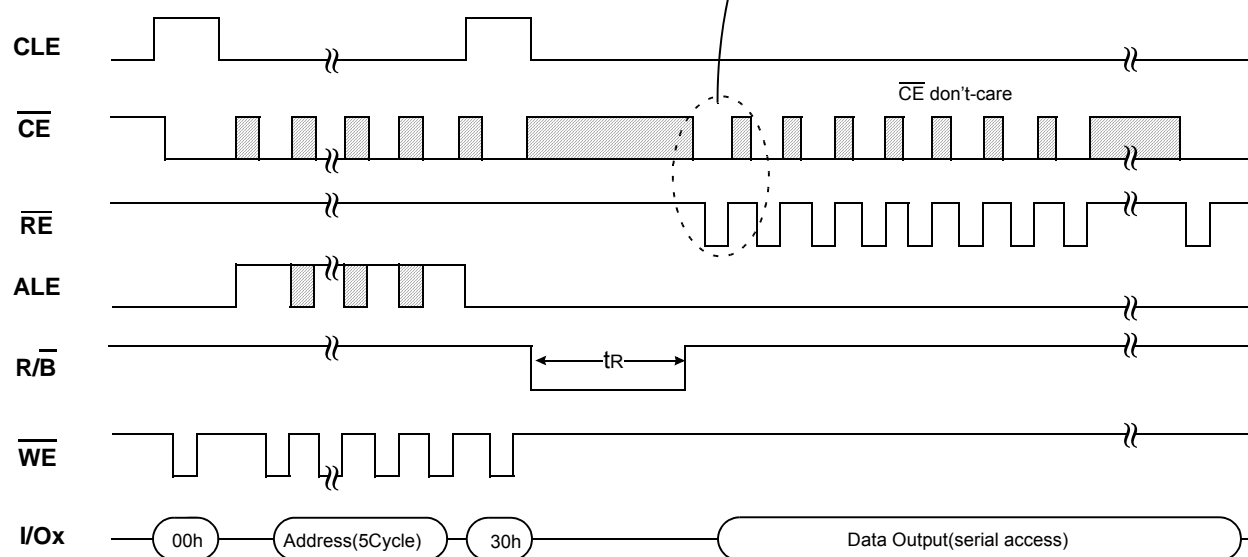 CLE
CE don't-care
CE
RE
ALE
R/B
tR
WE
I/Ox
00h
Address(5Cycle)
30h
Data Output(serial access)